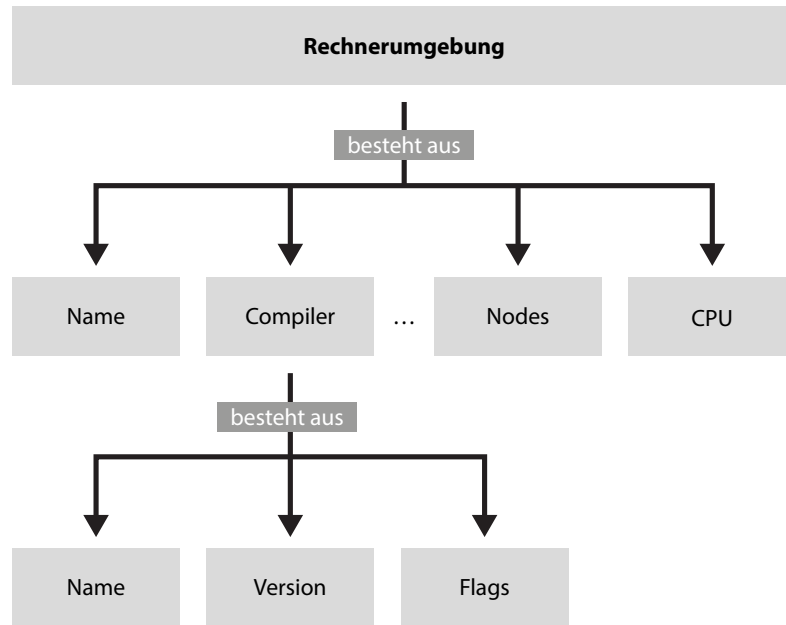 Rechnerumgebung
besteht aus
Name
Compiler
…
Nodes
CPU
besteht aus
Name
Version
Flags